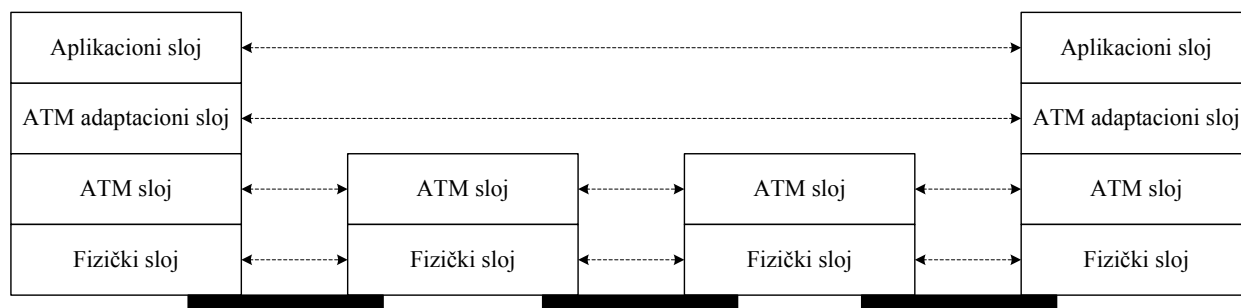 Aplikacioni sloj Aplikacioni sloj
ATM adaptacioni sloj ATM adaptacioni sloj
ATM sloj ATM sloj ATM sloj ATM sloj
Fizički sloj Fizički sloj Fizički sloj Fizički sloj